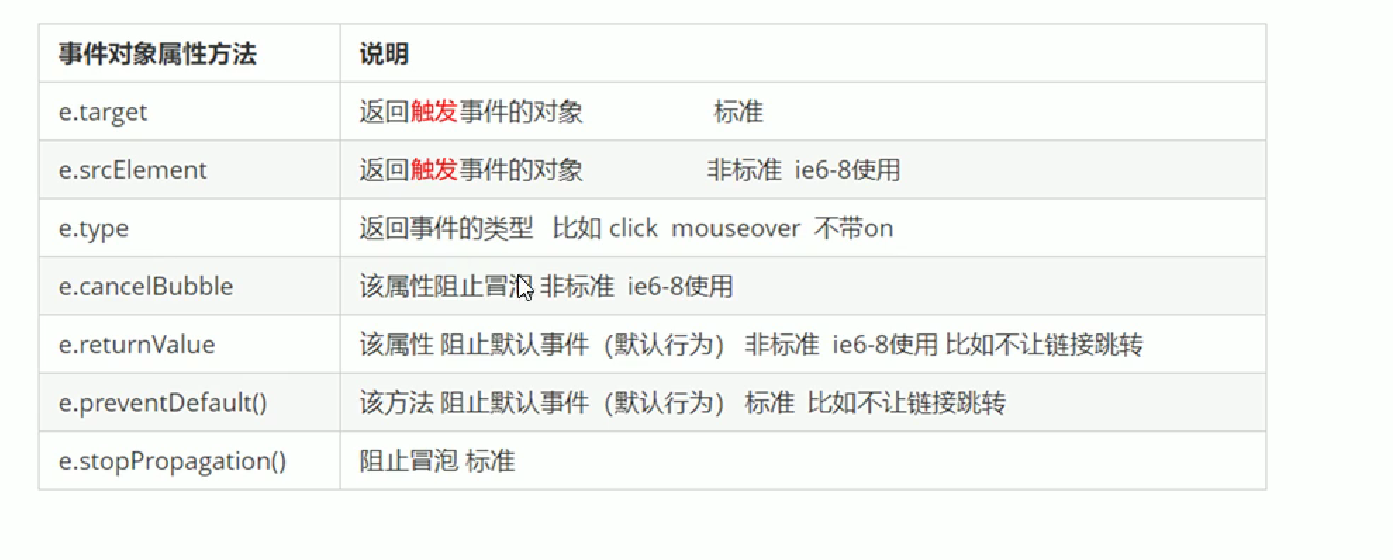 事件对象属性方法 说明
e.target 返回触发事件的对象 标准
e.srcElement 返回触发事件的对象 非标准 ie6-8使用
e.type 返回事件的类型 比如 click mouseover 不带on
e.cancelBubble 该属性阻止冒泡 非标准 ie6-8使用
e.returnValue 该属性 阻止默认事件（默认行为） 非标准 ie6-8使用 比如不让链接跳转
e.preventDefault() 该方法 阻止默认事件（默认行为） 标准 比如不让链接跳转
e.stopPropagation() 阻止冒泡 标准